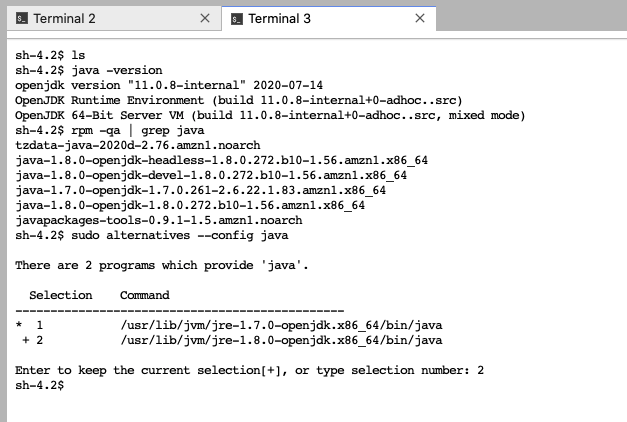 Terminal 2
Terminal 3
sh-4.2$ ls
sh-4.2$ java -version
openjdk version "11.0.8-internal" 2020-07-14
OpenJDK Runtime Environment (build 11.0.8-internal+0-adhoc..src)
OpenJDK 64-Bit Server VM (build 11.0.8-internal+0-adhoc..src, mixed mode)
sh-4.2$ rpm -qa | grep java
tzdata-java-2020d-2.76.amzn1.noarch
java-1.8.0-openjdk-headless-1.8.0.272.b10-1.56.amzn1.x86_64
java-1.8.0-openjdk-devel-1.8.0.272.b10-1.56.amzn1.x86_64
java-1.7.0-openjdk-1.7.0.261-2.6.22.1.83.amzn1.x86_64
java-1.8.0-openjdk-1.8.0.272.b10-1.56.amzn1.x86_64
javapackages-tools-0.9.1-1.5.amzn1.noarch
sh-4.2$ sudo alternatives --config java
There are 2 programs which provide 'java'.
  Selection    Command
-----------------------------------------------
*  1           /usr/lib/jvm/jre-1.7.0-openjdk.x86_64/bin/java
 + 2           /usr/lib/jvm/jre-1.8.0-openjdk.x86_64/bin/java
Enter to keep the current selection[+], or type selection number: 2
sh-4.2$